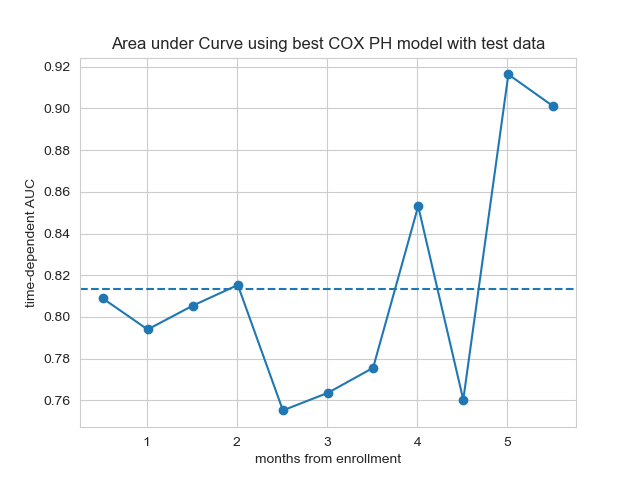 Area under Curve using best COX PH model with test data
0.92
0.90
0.88
0.86
0.84
0.82
0.80
0.78
0.76
time-dependent AUC
1 2 3 4 5
months from enrollment